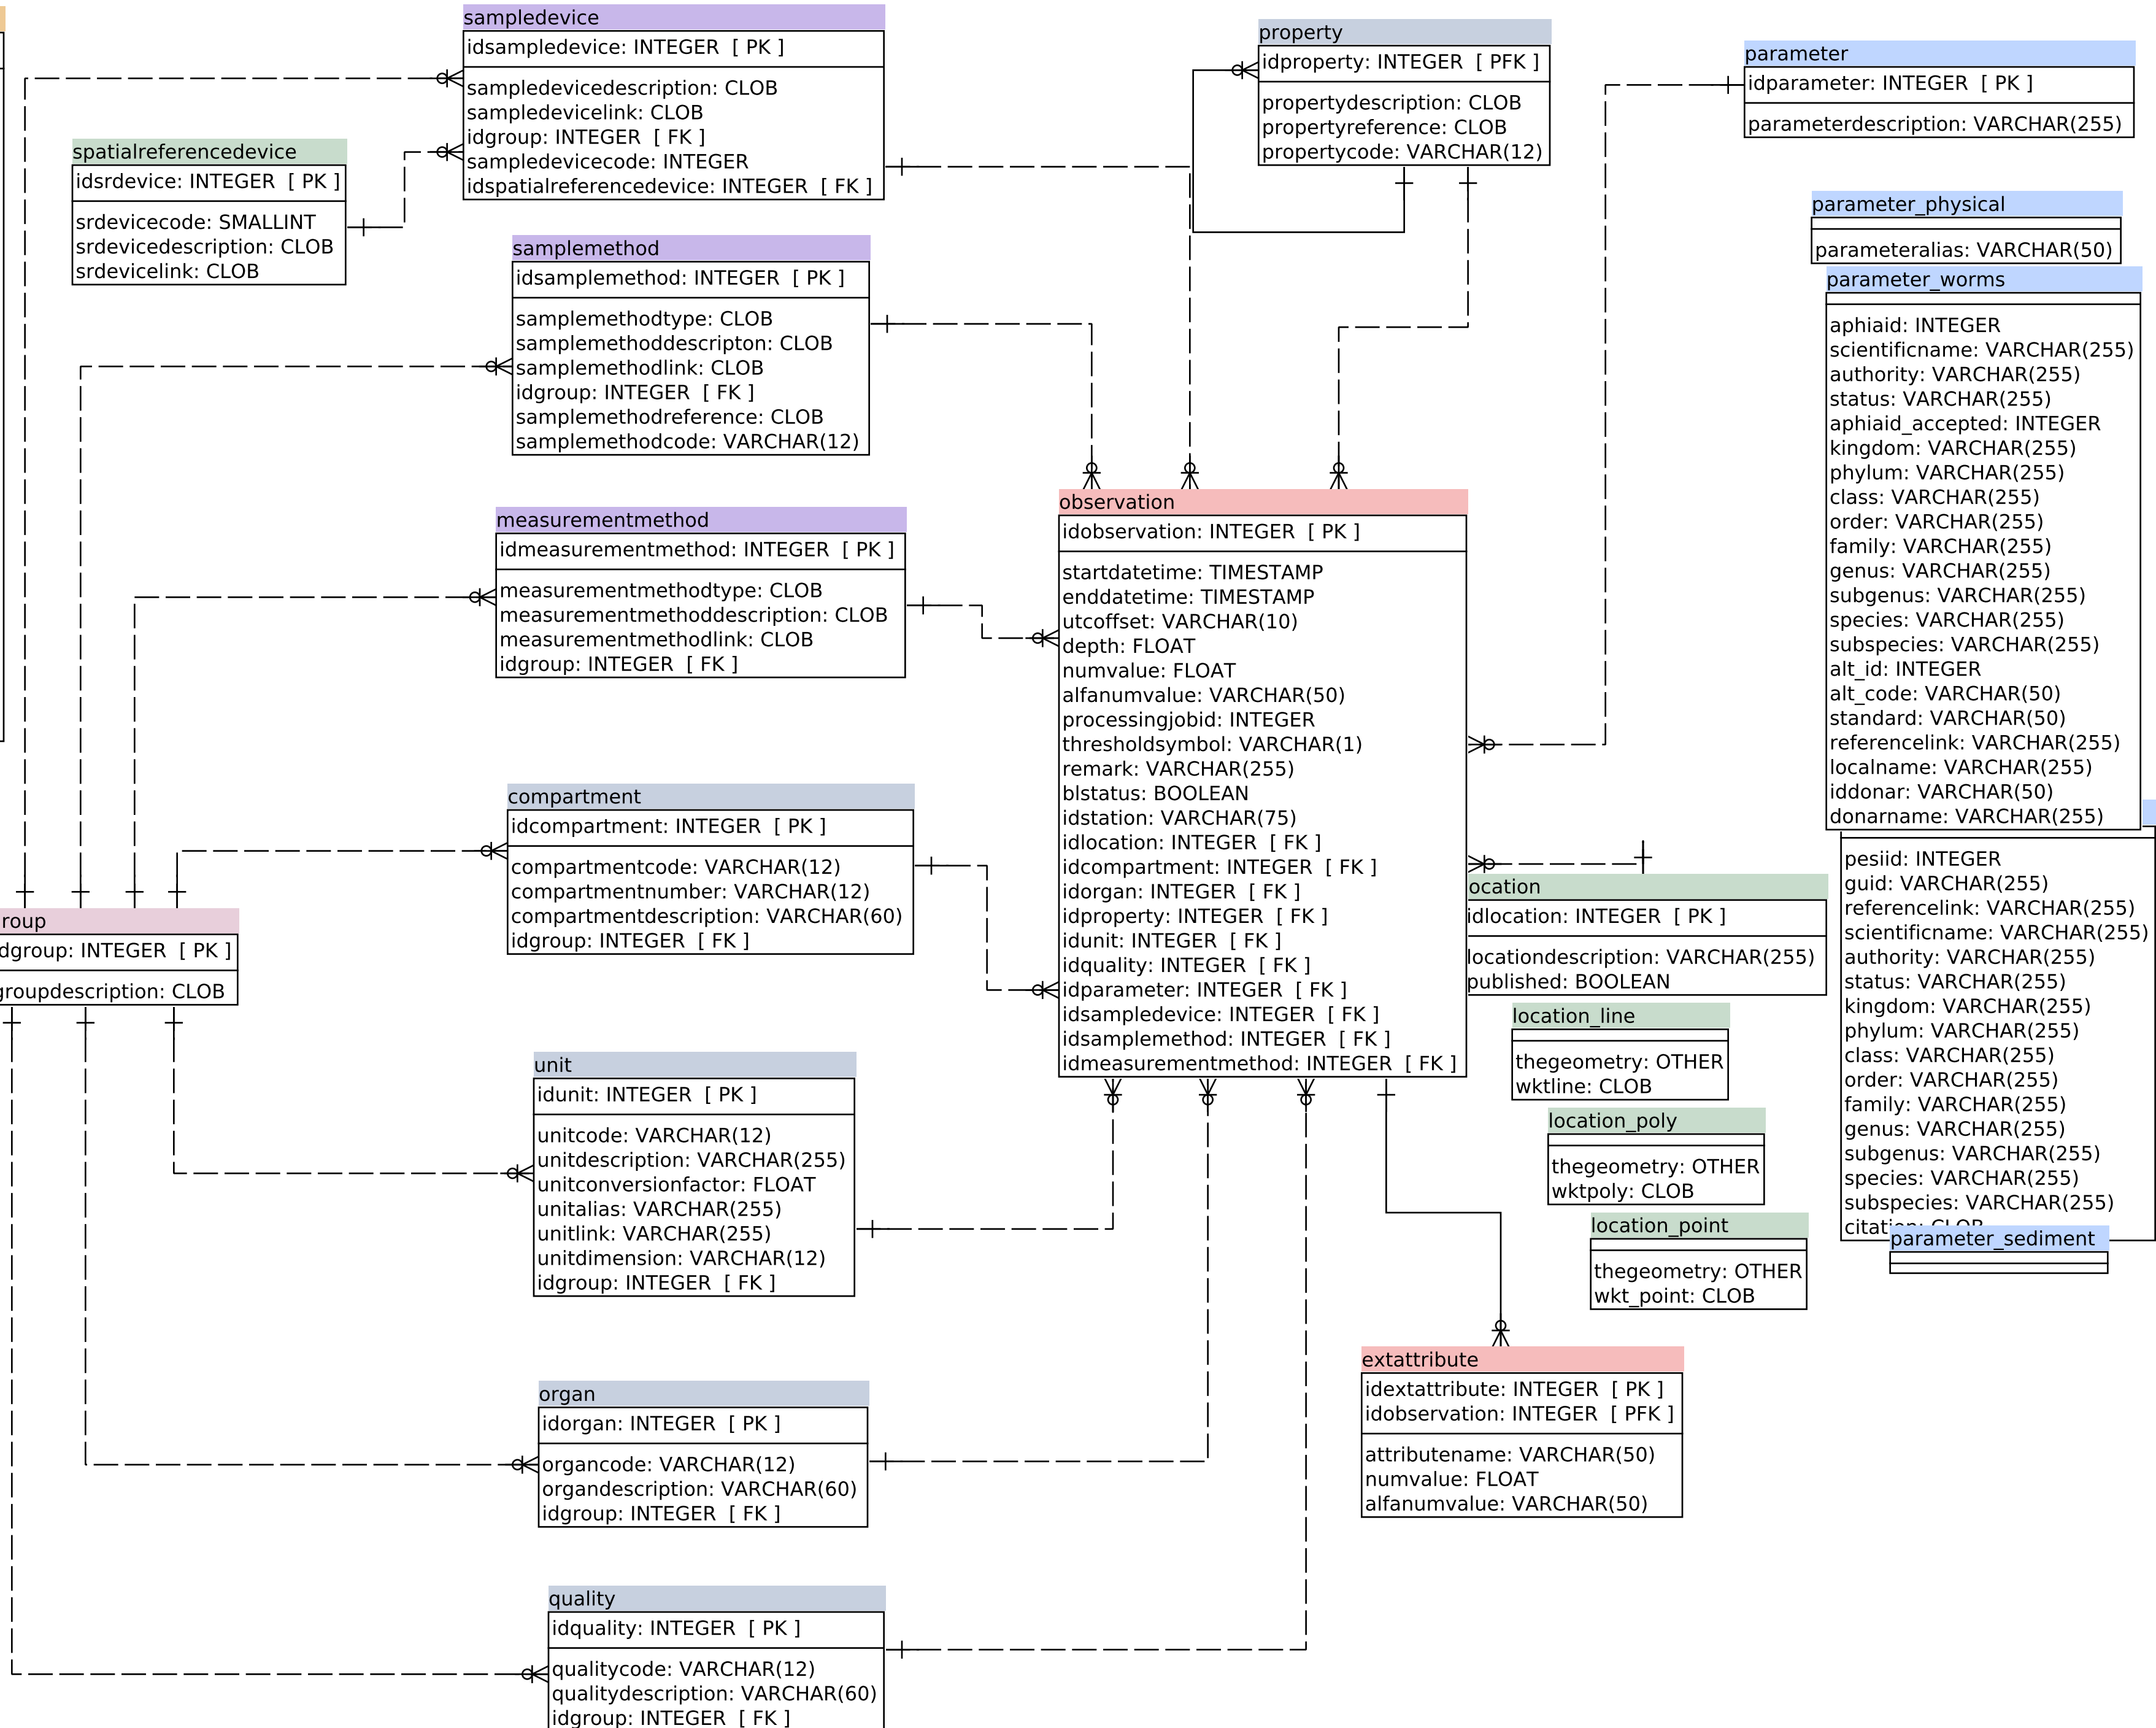 sampledevice
idsampledevice: INTEGER [ PK ]
sampledevicedescription: CLOB
sampledevicelink: CLOB
idgroup: INTEGER [ FK ]
sampledevicecode: INTEGER
idspatialreferencedevice: INTEGER [ FK ]
property
idproperty: INTEGER [ PFK ]
propertydescription: CLOB
propertyreference: CLOB
propertycode: VARCHAR(12)
parameter
idparameter: INTEGER [ PK ]
parameterdescription: VARCHAR(255)
spatialreferencedevice
idsrdevice: INTEGER [ PK ]
srdevicecode: SMALLINT
srdevicedescription: CLOB
srdevicelink: CLOB
parameter_physical
parameteralias: VARCHAR(50)
samplemethod
idsamplemethod: INTEGER [ PK ]
samplemethodtype: CLOB
samplemethoddescripton: CLOB
samplemethodlink: CLOB
idgroup: INTEGER [ FK ]
samplemethodreference: CLOB
samplemethodcode: VARCHAR(12)
parameter_worms
aphiaid: INTEGER
scientificname: VARCHAR(255)
authority: VARCHAR(255)
status: VARCHAR(255)
aphiaid_accepted: INTEGER
kingdom: VARCHAR(255)
phylum: VARCHAR(255)
class: VARCHAR(255)
order: VARCHAR(255)
family: VARCHAR(255)
genus: VARCHAR(255)
subgenus: VARCHAR(255)
species: VARCHAR(255)
subspecies: VARCHAR(255)
alt_id: INTEGER
alt_code: VARCHAR(50)
standard: VARCHAR(50)
referencelink: VARCHAR(255)
localname: VARCHAR(255)
iddonar: VARCHAR(50)
donarname: VARCHAR(255)
measurementmethod
idmeasurementmethod: INTEGER [ PK ]
measurementmethodtype: CLOB
measurementmethoddescription: CLOB
measurementmethodlink: CLOB
idgroup: INTEGER [ FK ]
observation
idobservation: INTEGER [ PK ]
startdatetime: TIMESTAMP
enddatetime: TIMESTAMP
utcoffset: VARCHAR(10)
depth: FLOAT
numvalue: FLOAT
alfanumvalue: VARCHAR(50)
processingjobid: INTEGER
thresholdsymbol: VARCHAR(1)
remark: VARCHAR(255)
blstatus: BOOLEAN
idstation: VARCHAR(75)
idlocation: INTEGER [ FK ]
idcompartment: INTEGER [ FK ]
idorgan: INTEGER [ FK ]
idproperty: INTEGER [ FK ]
idunit: INTEGER [ FK ]
idquality: INTEGER [ FK ]
idparameter: INTEGER [ FK ]
idsampledevice: INTEGER [ FK ]
idsamplemethod: INTEGER [ FK ]
idmeasurementmethod: INTEGER [ FK ]
compartment
idcompartment: INTEGER [ PK ]
compartmentcode: VARCHAR(12)
compartmentnumber: VARCHAR(12)
compartmentdescription: VARCHAR(60)
idgroup: INTEGER [ FK ]
roup
dgroup: INTEGER [ PK ]
groupdescription: CLOB
ocation
idlocation: INTEGER [ PK ]
locationdescription: VARCHAR(255)
published: BOOLEAN
pesiid: INTEGER
guid: VARCHAR(255)
referencelink: VARCHAR(255)
scientificname: VARCHAR(255)
authority: VARCHAR(255)
status: VARCHAR(255)
kingdom: VARCHAR(255)
phylum: VARCHAR(255)
class: VARCHAR(255)
order: VARCHAR(255)
family: VARCHAR(255)
genus: VARCHAR(255)
subgenus: VARCHAR(255)
species: VARCHAR(255)
subspecies: VARCHAR(255)
citation: CLOB
location_line
thegeometry: OTHER
wktline: CLOB
location_poly
thegeometry: OTHER
wktpoly: CLOB
location_point
thegeometry: OTHER
wkt_point: CLOB
parameter_sediment
unit
idunit: INTEGER [ PK ]
unitcode: VARCHAR(12)
unitdescription: VARCHAR(255)
unitconversionfactor: FLOAT
unitalias: VARCHAR(255)
unitlink: VARCHAR(255)
unitdimension: VARCHAR(12)
idgroup: INTEGER [ FK ]
extattribute
idextattribute: INTEGER [ PK ]
idobservation: INTEGER [ PFK ]
attributename: VARCHAR(50)
numvalue: FLOAT
alfanumvalue: VARCHAR(50)
organ
idorgan: INTEGER [ PK ]
organcode: VARCHAR(12)
organdescription: VARCHAR(60)
idgroup: INTEGER [ FK ]
quality
idquality: INTEGER [ PK ]
qualitycode: VARCHAR(12)
qualitydescription: VARCHAR(60)
idgroup: INTEGER [ FK ]